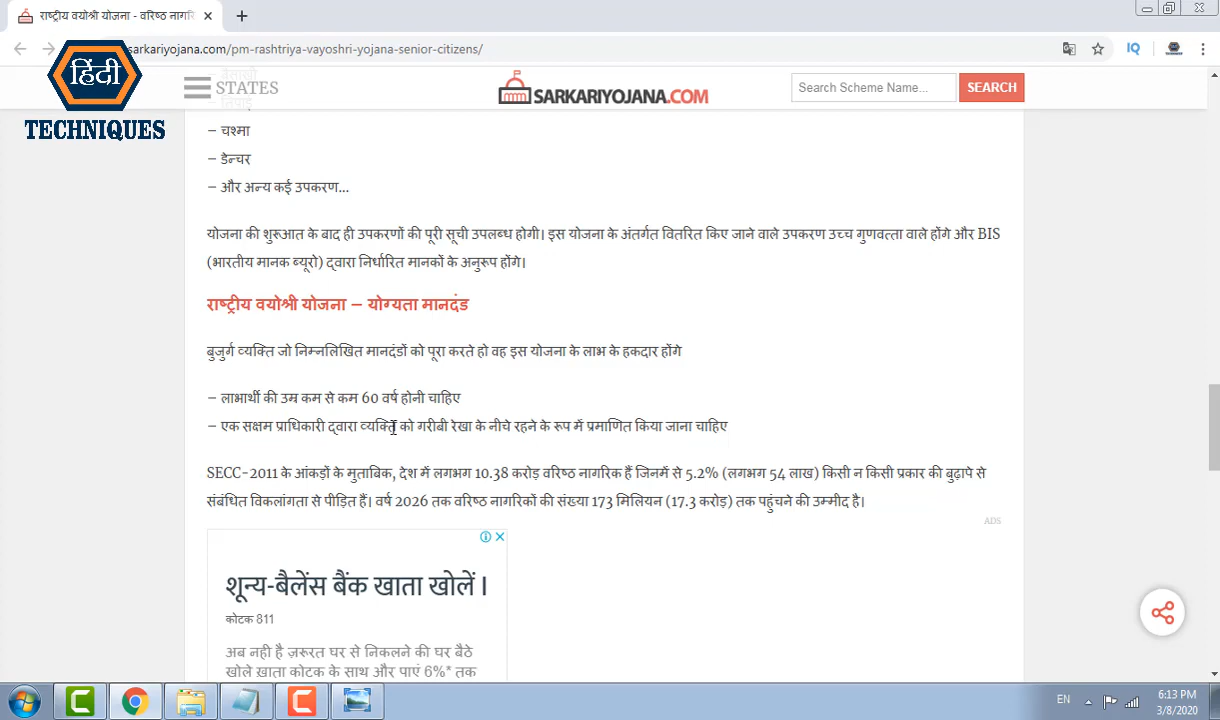 राष्ट्रीय वयोश्री योजना - वरिष्ठ नागरि
sarkariyojana.com/pm-rashtriya-vayoshri-yojana-senior-citizens/
IQ
हिंदी
TECHNIQUES
STATES
SARKARIYOJANA.COM
Search Scheme Name...
SEARCH
– चश्मा
– डेन्चर
– और अन्य कई उपकरण...
योजना की शुरूआत के बाद ही उपकरणों की पूरी सूची उपलब्ध होगी। इस योजना के अंतर्गत वितरित किए जाने वाले उपकरण उच्च गुणवत्ता वाले होंगे और BIS
(भारतीय मानक ब्यूरो) द्वारा निर्धारित मानकों के अनुरूप होंगे।
राष्ट्रीय वयोश्री योजना – योग्यता मानदंड
बुजुर्ग व्यक्ति जो निम्नलिखित मानदंडों को पूरा करते हो वह इस योजना के लाभ के हकदार होंगे
– लाभार्थी की उम्र कम से कम 60 वर्ष होनी चाहिए
– एक सक्षम प्राधिकारी द्वारा व्यक्ति को गरीबी रेखा के नीचे रहने के रूप में प्रमाणित किया जाना चाहिए
SECC-2011 के आंकड़ों के मुताबिक, देश में लगभग 10.38 करोड़ वरिष्ठ नागरिक हैं जिनमें से 5.2% (लगभग 54 लाख) किसी न किसी प्रकार की बुढ़ापे से
संबंधित विकलांगता से पीड़ित हैं। वर्ष 2026 तक वरिष्ठ नागरिकों की संख्या 173 मिलियन (17.3 करोड़) तक पहुंचने की उम्मीद है।
ADS
शून्य-बैलेंस बैंक खाता खोलें।
कोटक 811
अब नही है ज़रूरत घर से निकलने की घर बैठे
खोले ख़ाता कोटक के साथ और पाएं 6%* तक
EN
6:13 PM
3/8/2020